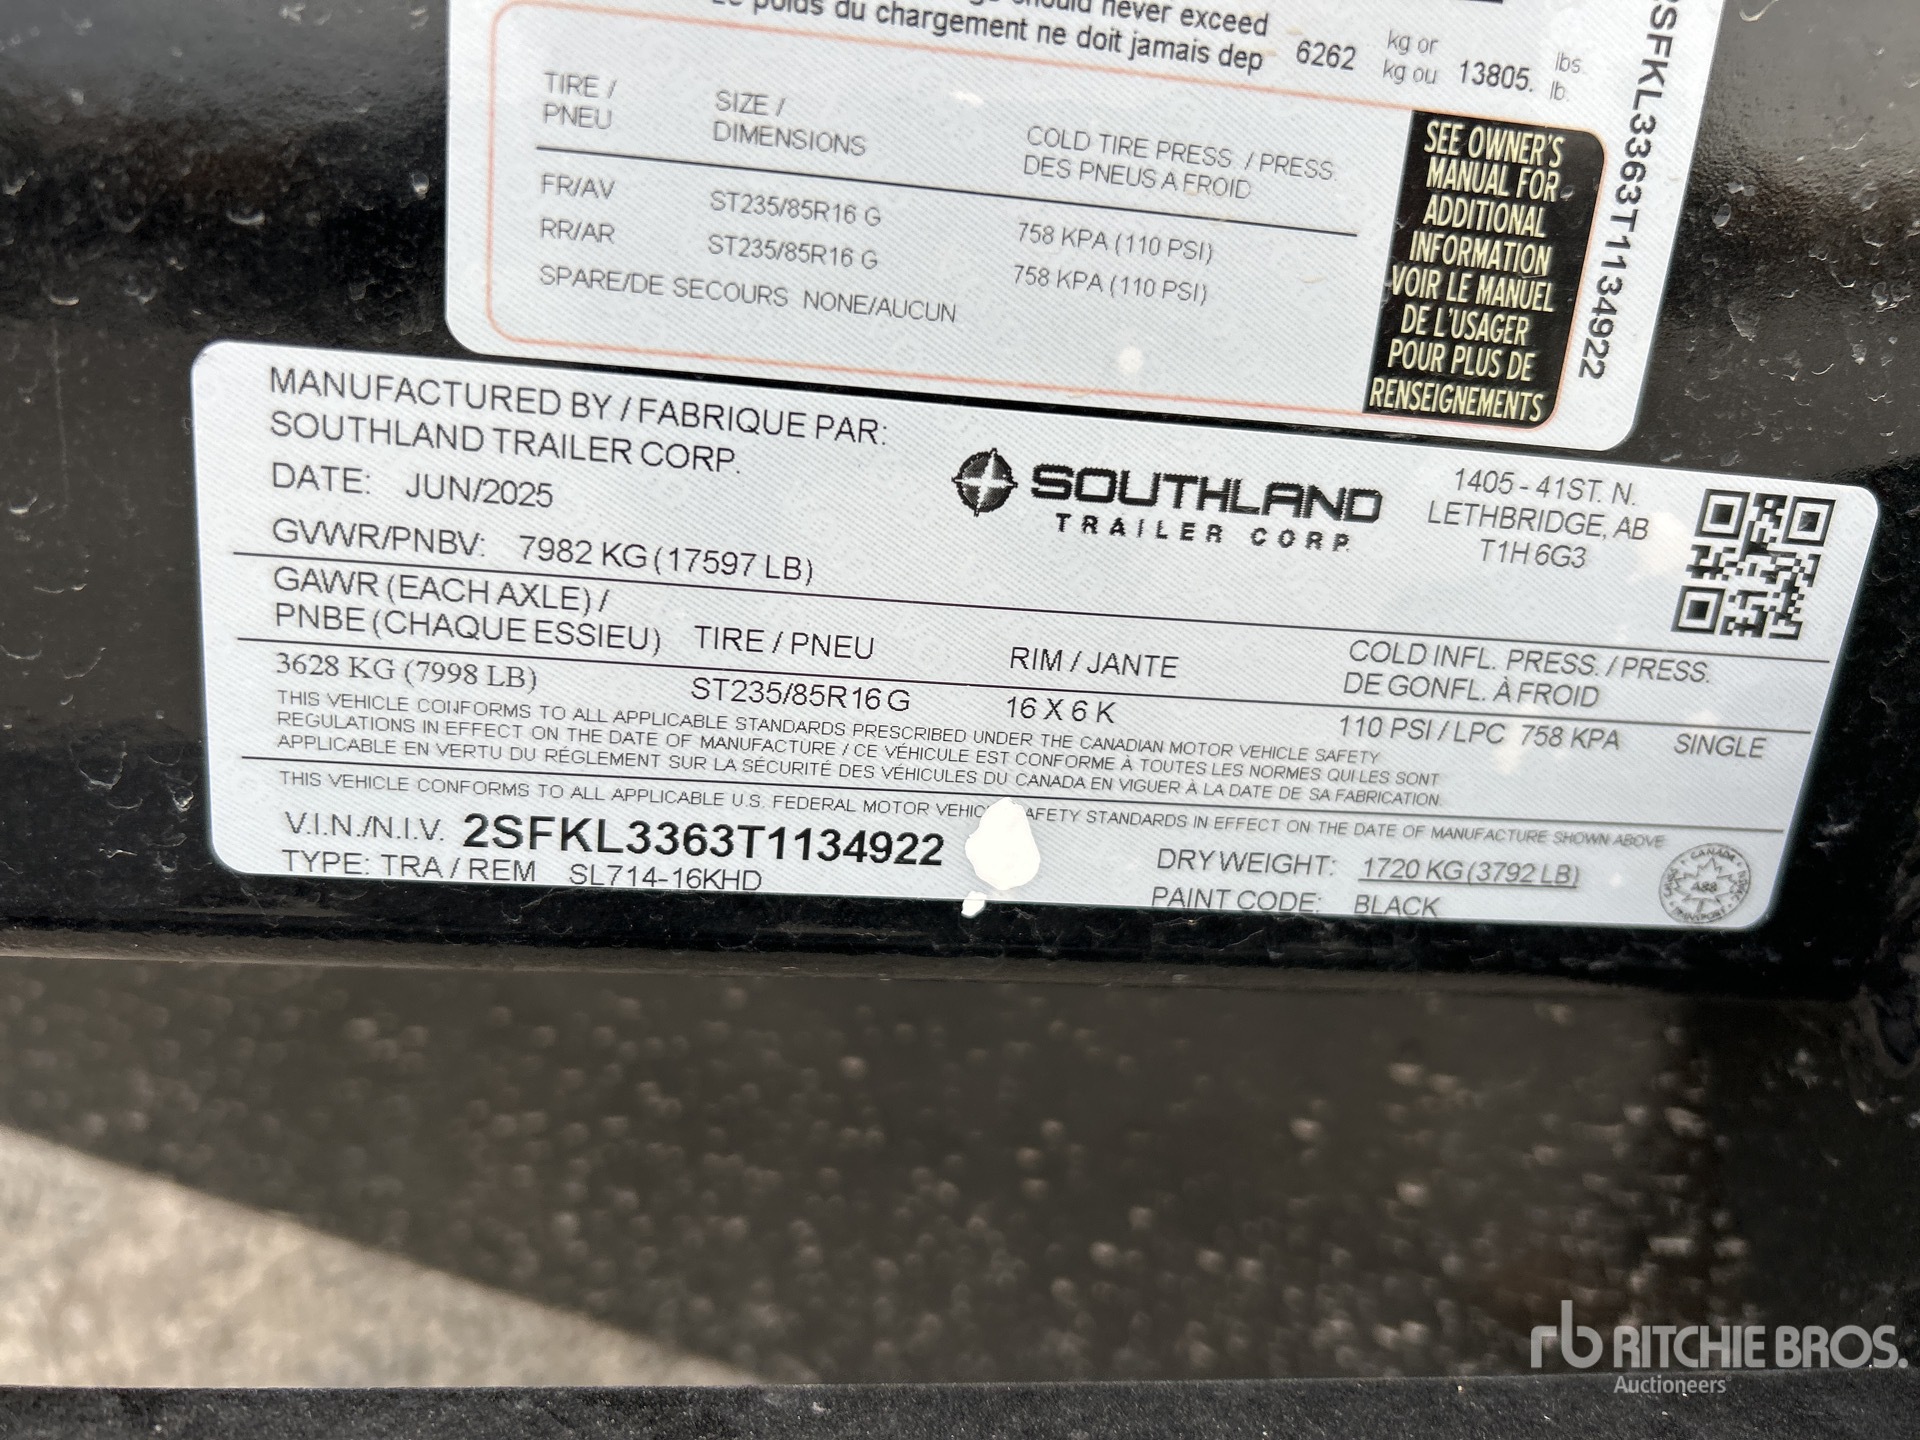 should never exceed
Le poids du chargement ne doit jamais dep 6262 kg or 13805. lbs.
kg ou lb.
TIRE / SIZE / COLD TIRE PRESS. / PRESS.
PNEU DIMENSIONS DES PNEUS A FROID
FR/AV ST235/85R16 G 758 KPA (110 PSI)
RR/AR ST235/85R16 G 758 KPA (110 PSI)
SPARE/DE SECOURS NONE/AUCUN
SEE OWNER'S
MANUAL FOR
ADDITIONAL
INFORMATION
VOIR LE MANUEL
DE L'USAGER
POUR PLUS DE
RENSEIGNEMENTS
2SFKL3363T1134922
MANUFACTURED BY / FABRIQUE PAR:
SOUTHLAND TRAILER CORP.
DATE: JUN/2025
SOUTHLAND
TRAILER CORP.
1405 - 41ST. N.
LETHBRIDGE, AB
T1H 6G3
GVWR/PNBV: 7982 KG (17597 LB)
GAWR (EACH AXLE) /
PNBE (CHAQUE ESSIEU) TIRE / PNEU RIM / JANTE COLD INFL. PRESS. / PRESS.
DE GONFL. À FROID
3628 KG (7998 LB) ST235/85R16 G 16 X 6 K 110 PSI / LPC 758 KPA SINGLE
THIS VEHICLE CONFORMS TO ALL APPLICABLE STANDARDS PRESCRIBED UNDER THE CANADIAN MOTOR VEHICLE SAFETY
REGULATIONS IN EFFECT ON THE DATE OF MANUFACTURE / CE VÉHICULE EST CONFORME À TOUTES LES NORMES QUI LES SONT
APPLICABLE EN VERTU DU RÉGLEMENT SUR LA SÉCURITÉ DES VÉHICULES DU CANADA EN VIGUER À LA DATE DE SA FABRICATION.
THIS VEHICLE CONFORMS TO ALL APPLICABLE U.S. FEDERAL MOTOR VEHIC AFETY STANDARDS IN EFFECT ON THE DATE OF MANUFACTURE SHOWN ABOVE
V.I.N./N.I.V. 2SFKL3363T1134922 DRY WEIGHT: 1720 KG (3792 LB)
TYPE: TRA / REM SL714-16KHD PAINT CODE: BLACK
CANADA
TRANSPORT
rb RITCHIE BROS.
Auctioneers